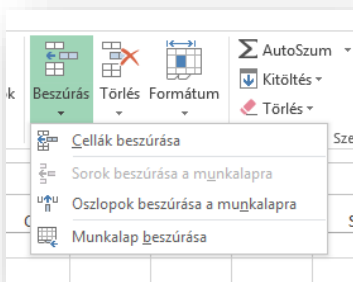 k Beszúrás Törlés Formátum
AutoSzum
Kitöltés
Törlés
Sze
Cellák beszúrása
Sorok beszúrása a munkalapra
Oszlopok beszúrása a munkalapra
Munkalap beszúrása